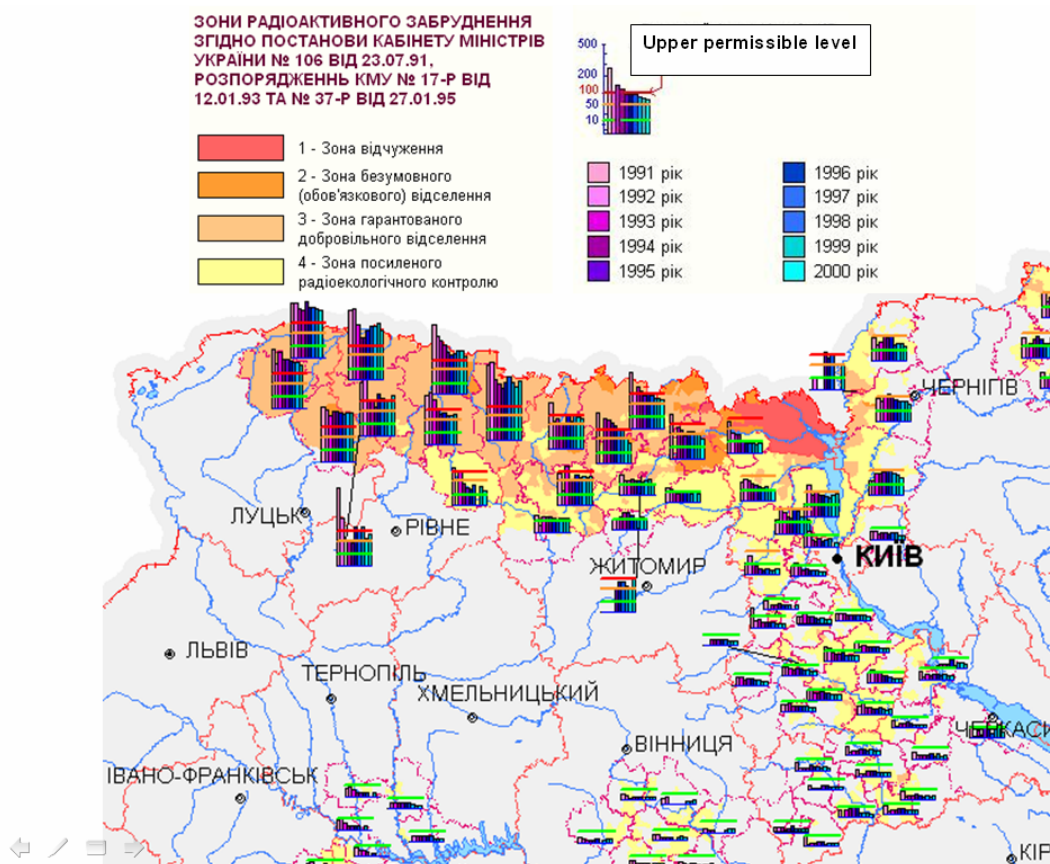 ЗОНИ РАДІОАКТИВНОГО ЗАБРУДНЕННЯ
ЗГІДНО ПОСТАНОВИ КАБІНЕТУ МІНІСТРІВ
УКРАЇНИ № 106 ВІД 23.07.91,
РОЗПОРЯДЖЕННЬ КМУ № 17-Р ВІД
12.01.93 ТА № 37-Р ВІД 27.01.95
1 - Зона відчуження
2 - Зона безумовного
(обов'язкового) відселення
3 - Зона гарантованого
добровільного відселення
4 - Зона посиленого
радіоекологічного контролю
Upper permissible level
500
200
100
50
10
1991 рік
1992 рік
1993 рік
1994 рік
1995 рік
1996 рік
1997 рік
1998 рік
1999 рік
2000 рік
ЧЕРНІГІВ
ЛУЦЬК
РІВНЕ
ЖИТОМИР
КИЇВ
ЛЬВІВ
ТЕРНОПІЛЬ
ХМЕЛЬНИЦЬКИЙ
ВІННИЦЯ
ЧЕРКАСИ
ІВАНО-ФРАНКІВСЬК
КІР